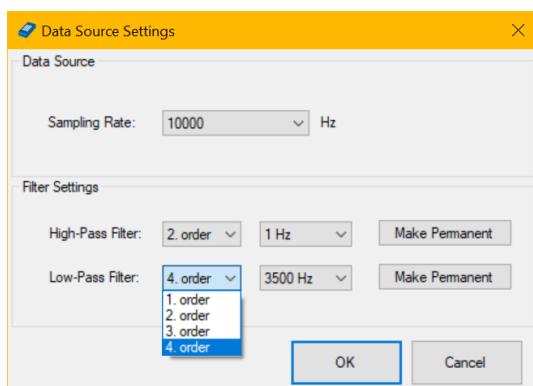 Data Source Settings
Data Source
Sampling Rate: 10000 Hz
Filter Settings
High-Pass Filter: 2. order 1 Hz Make Permanent
Low-Pass Filter: 4. order 3500 Hz Make Permanent
1. order
2. order
3. order
4. order
OK Cancel